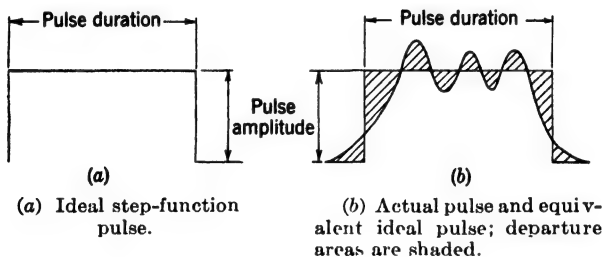 Pulse duration
Pulse duration
Pulse
amplitude
(a)
(b)
(a) Ideal step-function
pulse.
(b) Actual pulse and equiv-
alent ideal pulse; departure
areas are shaded.